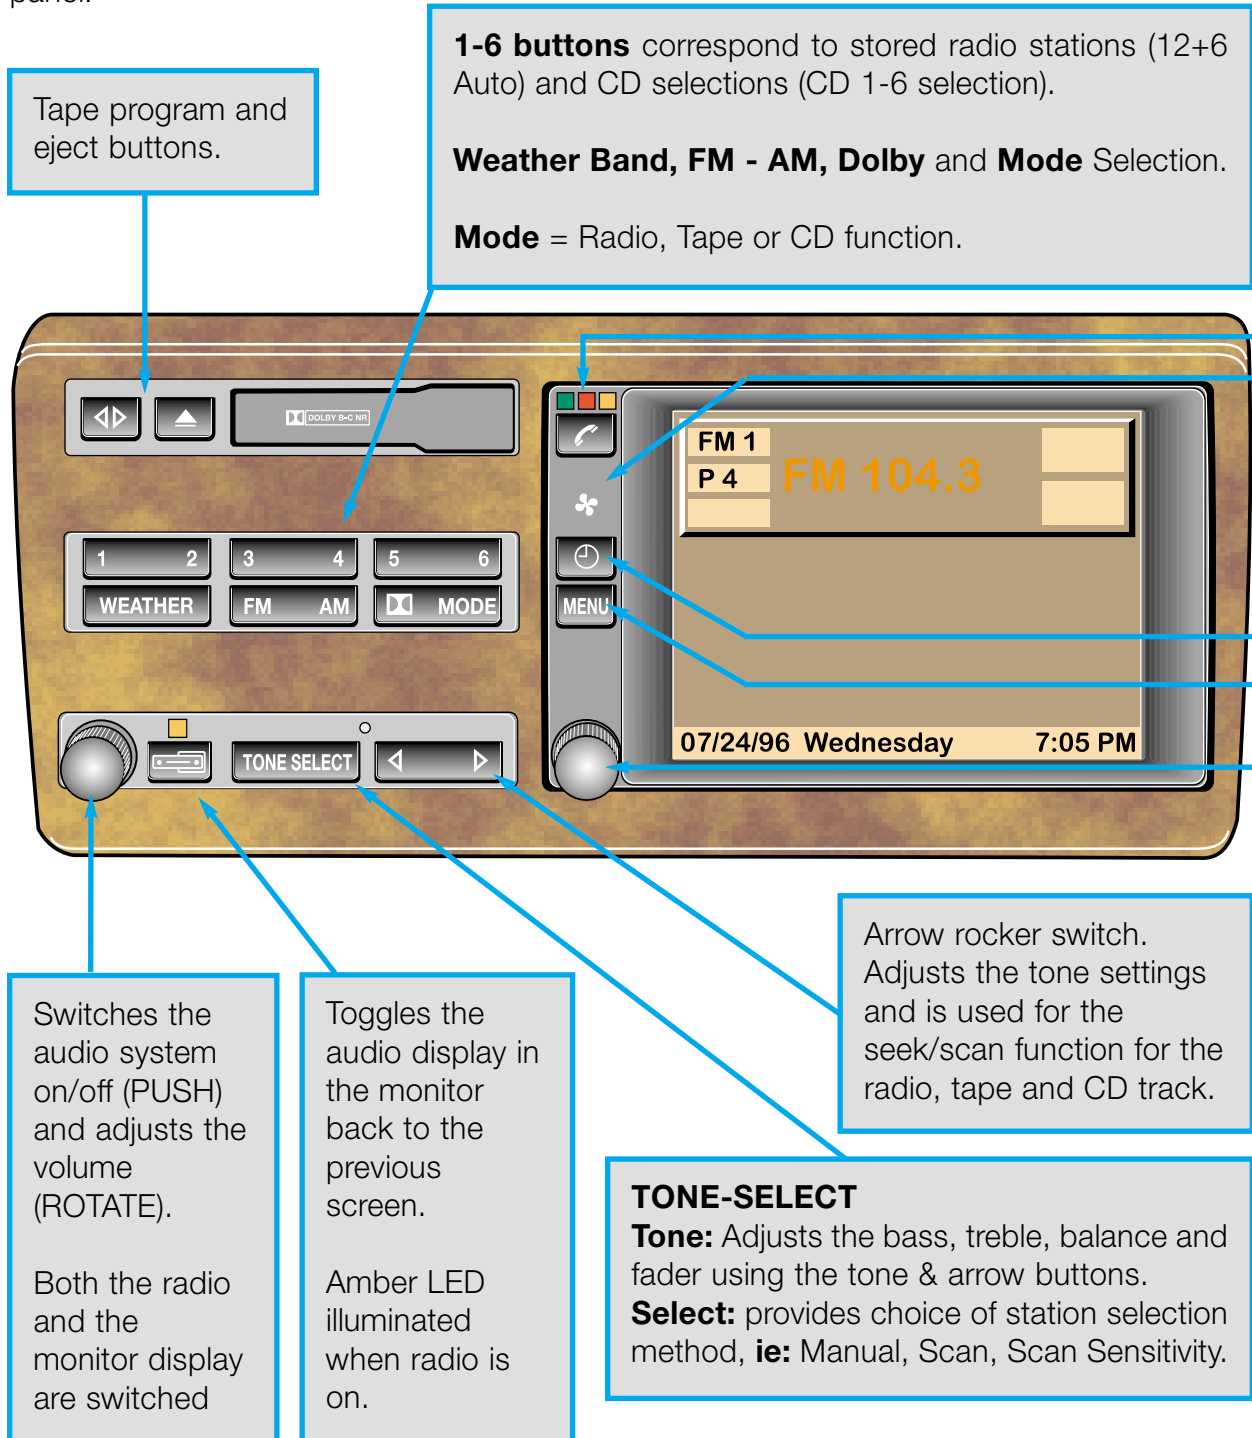 panel.
1-6 buttons correspond to stored radio stations (12+6
Auto) and CD selections (CD 1-6 selection).
Weather Band, FM - AM, Dolby and Mode Selection.
Mode = Radio, Tape or CD function.
Tape program and
eject buttons.
DOLBY B-C NR
FM 1
P 4
FM 104.3
1 2 3 4 5 6
WEATHER FM AM MODE
MENU
TONE SELECT
07/24/96 Wednesday 7:05 PM
Arrow rocker switch.
Adjusts the tone settings
and is used for the
seek/scan function for the
radio, tape and CD track.
Switches the
audio system
on/off (PUSH)
and adjusts the
volume
(ROTATE).
Both the radio
and the
monitor display
are switched
Toggles the
audio display in
the monitor
back to the
previous
screen.
Amber LED
illuminated
when radio is
on.
TONE-SELECT
Tone: Adjusts the bass, treble, balance and
fader using the tone & arrow buttons.
Select: provides choice of station selection
method, ie: Manual, Scan, Scan Sensitivity.